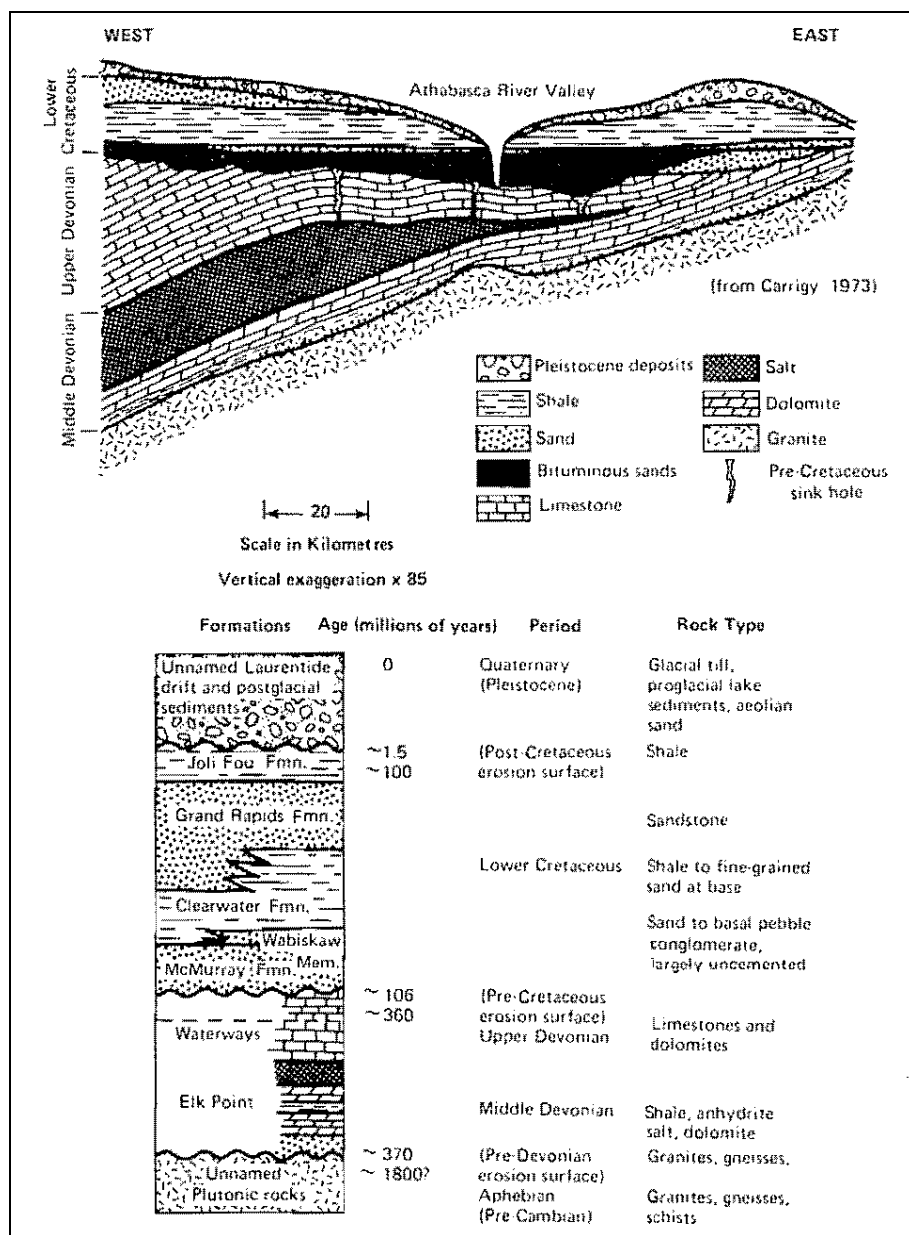 WEST
EAST
Athabasca River Valley
Lower
Cretaceous
Upper Devonian
Middle Devonian
(from Carrigy 1973)
Pleistocene deposits
Shale
Sand
Bituminous sands
Limestone
Salt
Dolomite
Granite
Pre-Cretaceous
sink hole
20
Scale in Kilometres
Vertical exaggeration x 85
Formations Age (millions of years) Period Rock Type
Unnamed Laurentide 0 Quaternary Glacial till,
drift and postglacial (Pleistocene) proglacial lake
sediments sediments, aeolian
sand
~1.5 (Post-Cretaceous Shale
Joli Fou Fmn. ~100 erosion surface)
Grand Rapids Fmn. Sandstone
Lower Cretaceous Shale to fine-grained
sand at base
Clearwater Fmn.
Wabiskaw Sand to basal pebble
Mem. conglomerate,
McMurray Fmn. largely uncemented
~106 (Pre-Cretaceous
~360 erosion surface)
Waterways Upper Devonian Limestones and
dolomites
Elk Point
Middle Devonian Shale, anhydrite
salt, dolomite
~370 (Pre-Devonian Granites, gneisses,
Unnamed ~1800? erosion surface)
Plutonic rocks Aphebian Granites, gneisses,
(Pre-Cambian) schists